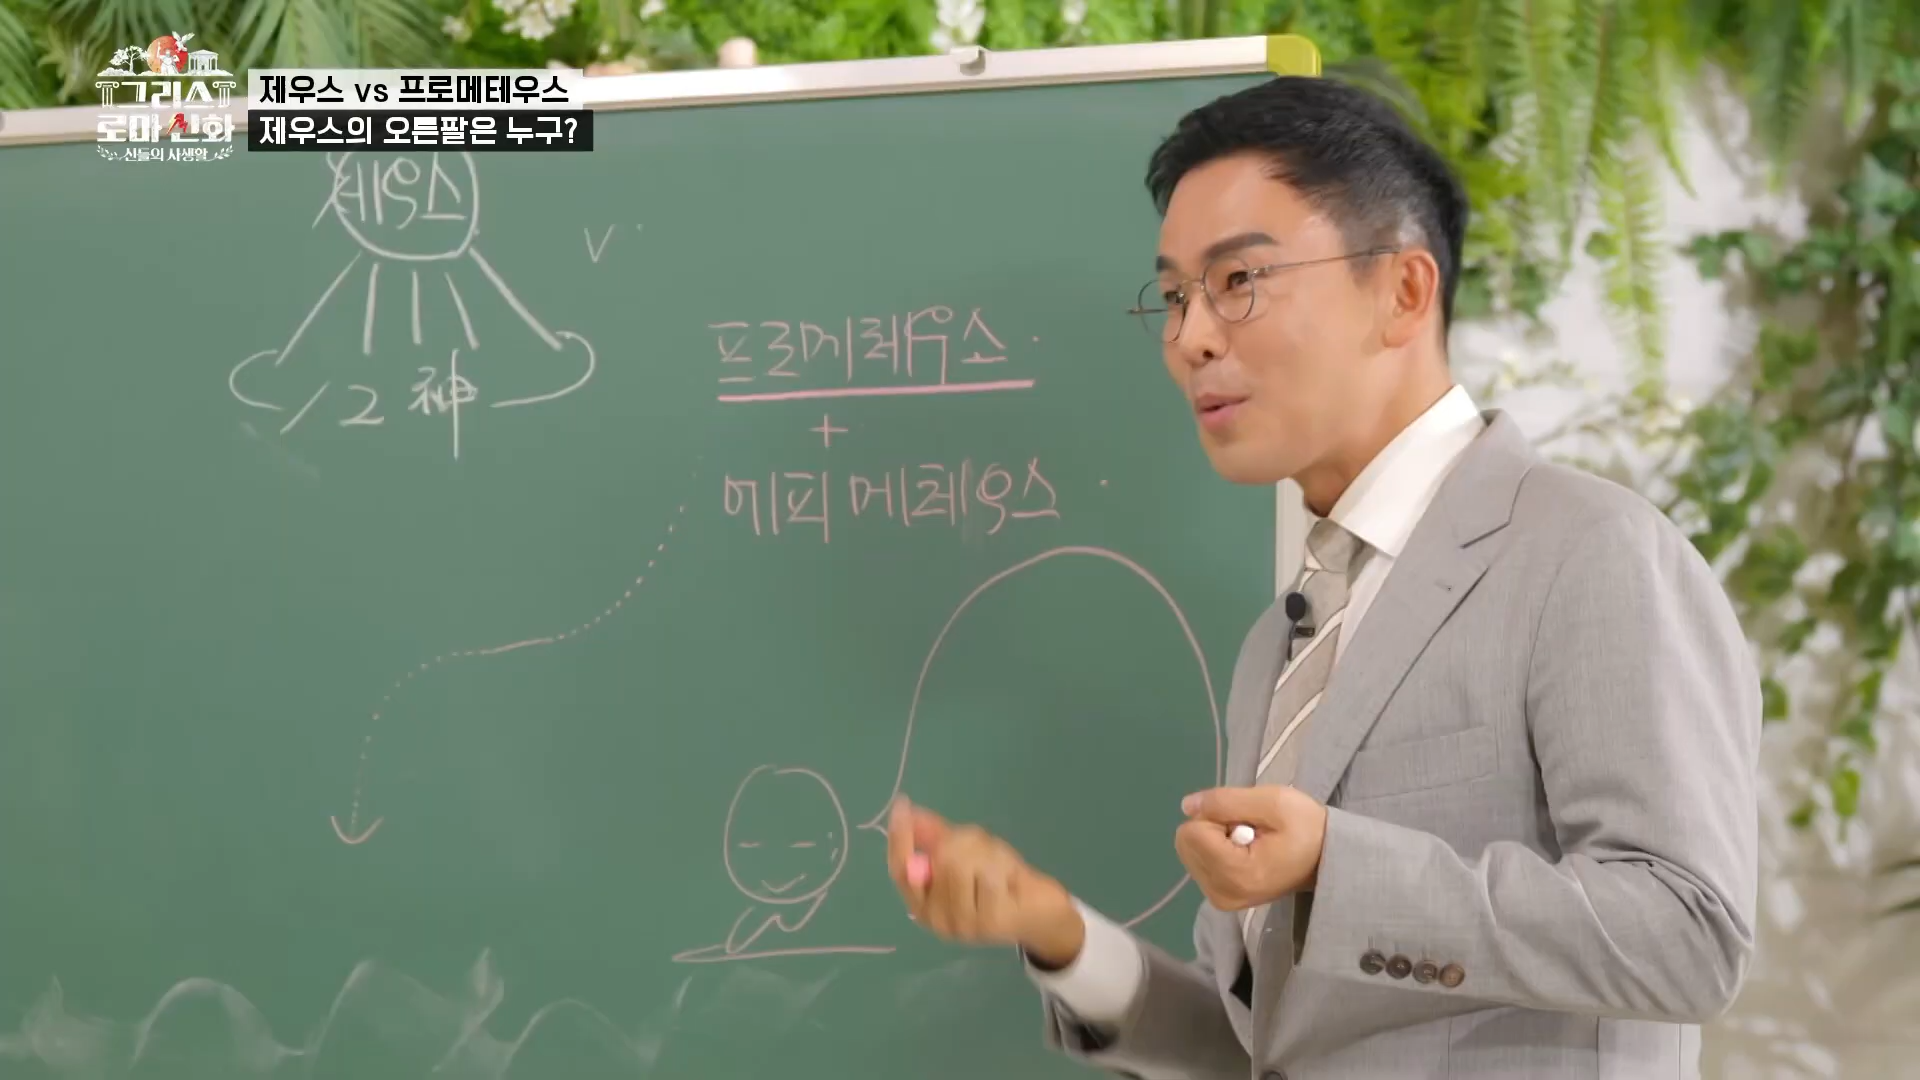 그리스
로마 신화
신들의 사생활
제우스 vs 프로메테우스
제우스의 오른팔은 누구?
제우스
12 神
V
프로메테우스
+
에피메테우스